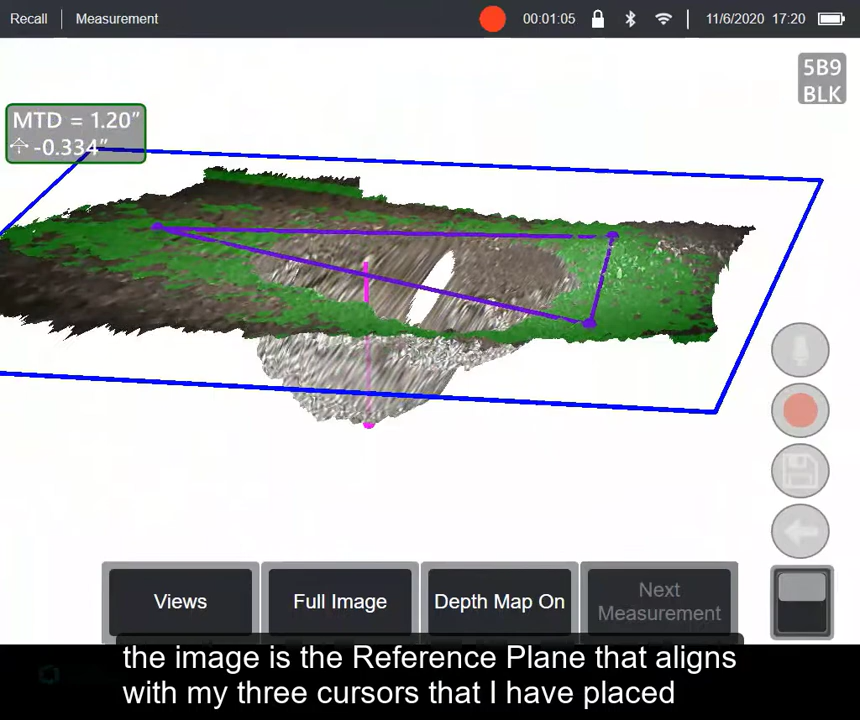 Recall
Measurement
00:01:05
11/6/2020 17:20
5B9
BLK
MTD = 1.20"
-0.334"
Views
Full Image
Depth Map On
Next
Measurement
the image is the Reference Plane that aligns
with my three cursors that I have placed